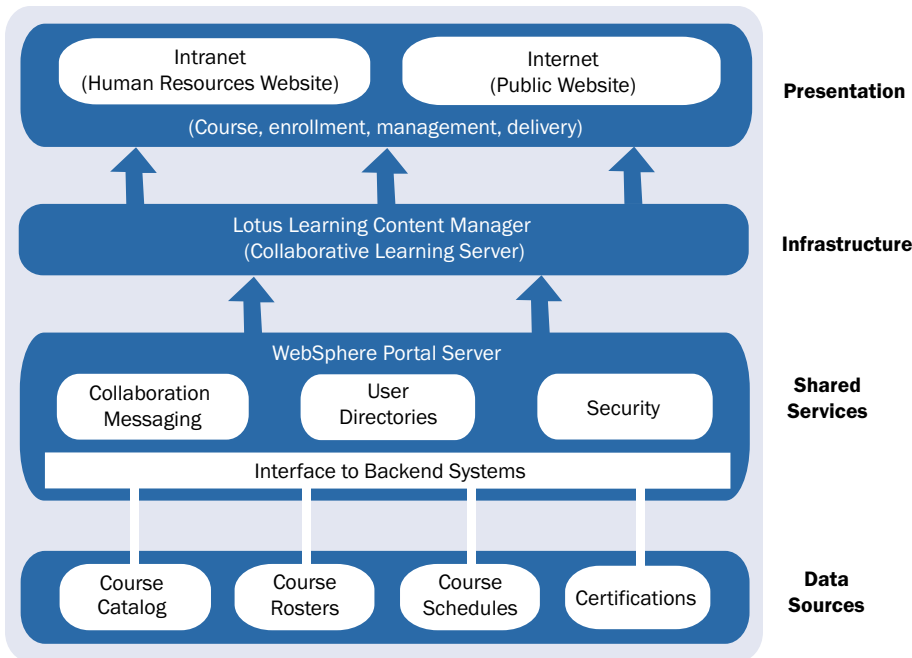 Intranet
(Human Resources Website)
Internet
(Public Website)
(Course, enrollment, management, delivery)
Presentation
Lotus Learning Content Manager
(Collaborative Learning Server)
Infrastructure
WebSphere Portal Server
Collaboration
Messaging
User
Directories
Security
Shared
Services
Interface to Backend Systems
Course
Catalog
Course
Rosters
Course
Schedules
Certifications
Data
Sources